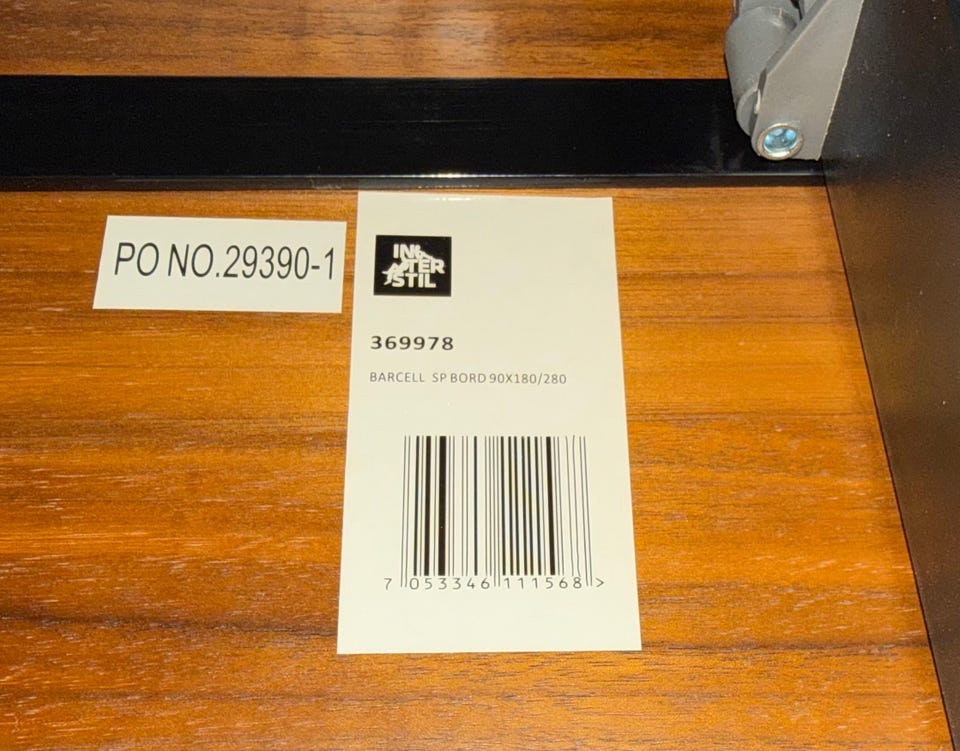 PO NO.29390-1
IN
TER
STIL
369978
BARCELL SP BORD 90X180/280
7 053346 111568 >